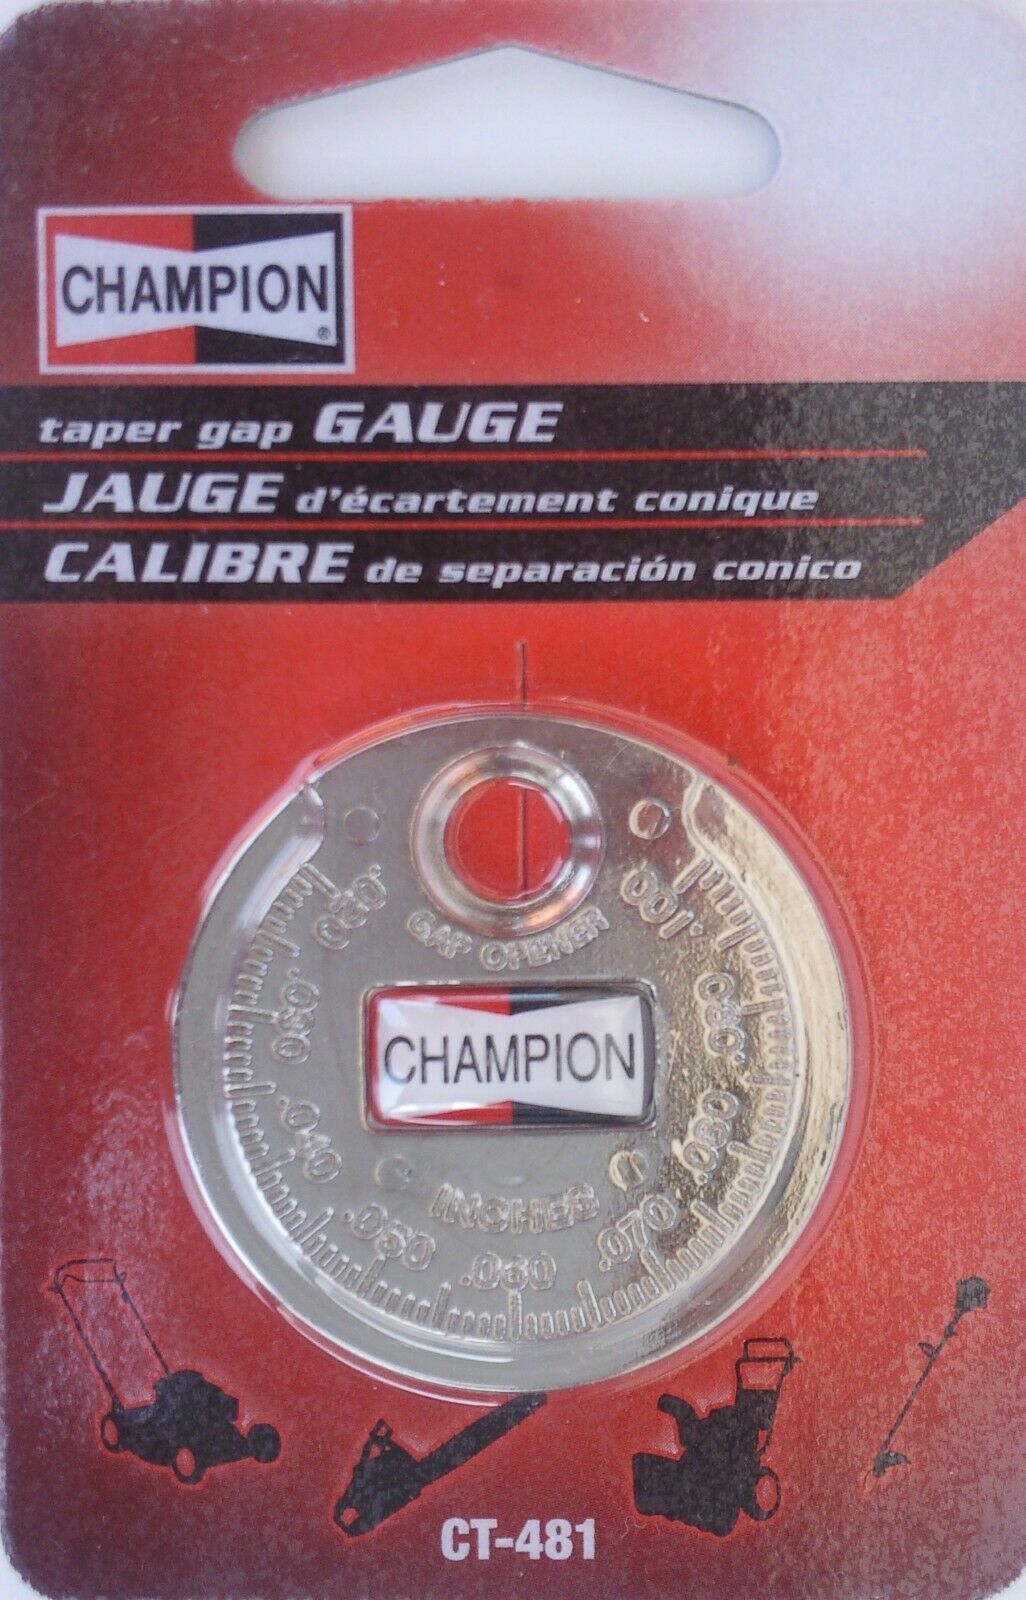 CHAMPION
®
taper gap GAUGE
JAUGE d'écartement conique
CALIBRE de separación conico
GAP OPENER
.020
.100
.030
.090
CHAMPION
.040
.080
INCHES
.050
.060
.070
CT-481